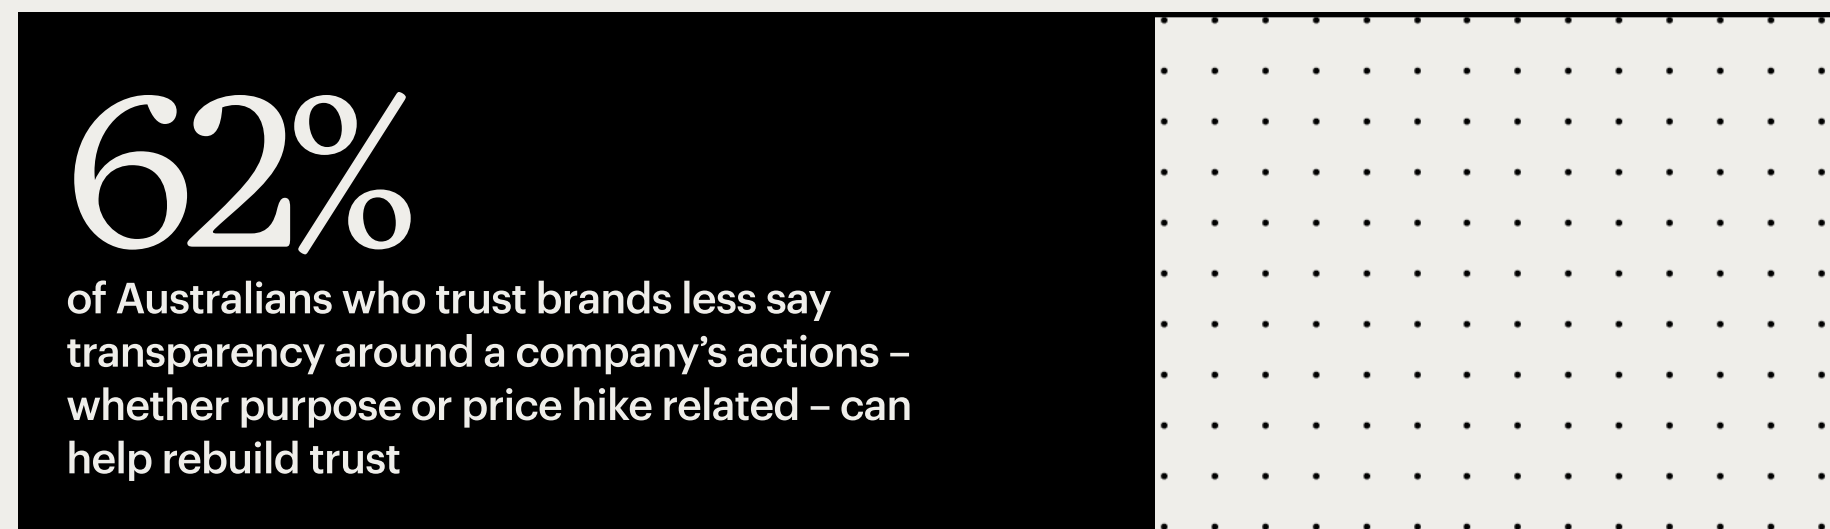 62%
of Australians who trust brands less say
transparency around a company’s actions –
whether purpose or price hike related – can
help rebuild trust